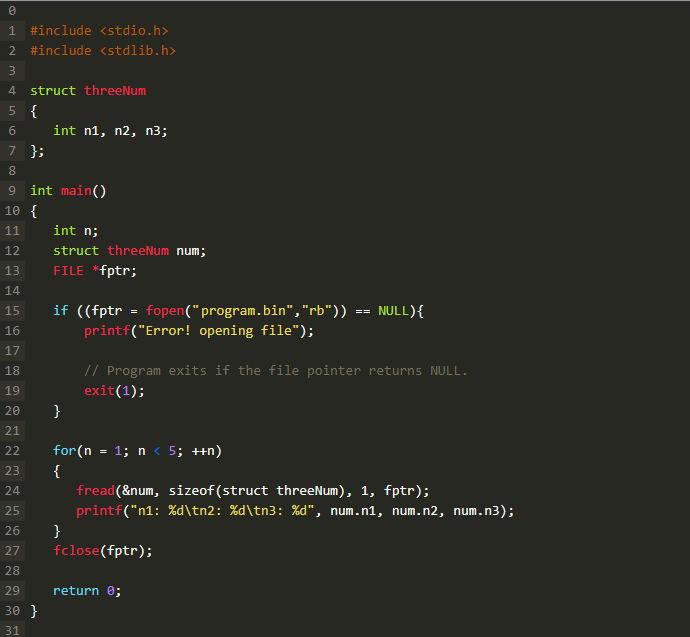 0
1 #include <stdio.h>
2 #include <stdlib.h>
3
4 struct threeNum
5 {
6    int n1, n2, n3;
7 };
8
9 int main()
10 {
11    int n;
12    struct threeNum num;
13    FILE *fptr;
14
15    if ((fptr = fopen("program.bin","rb")) == NULL){
16        printf("Error! opening file");
17
18        // Program exits if the file pointer returns NULL.
19        exit(1);
20    }
21
22    for(n = 1; n < 5; ++n)
23    {
24       fread(&num, sizeof(struct threeNum), 1, fptr);
25       printf("n1: %d\tn2: %d\tn3: %d", num.n1, num.n2, num.n3);
26    }
27    fclose(fptr);
28
29    return 0;
30 }
31